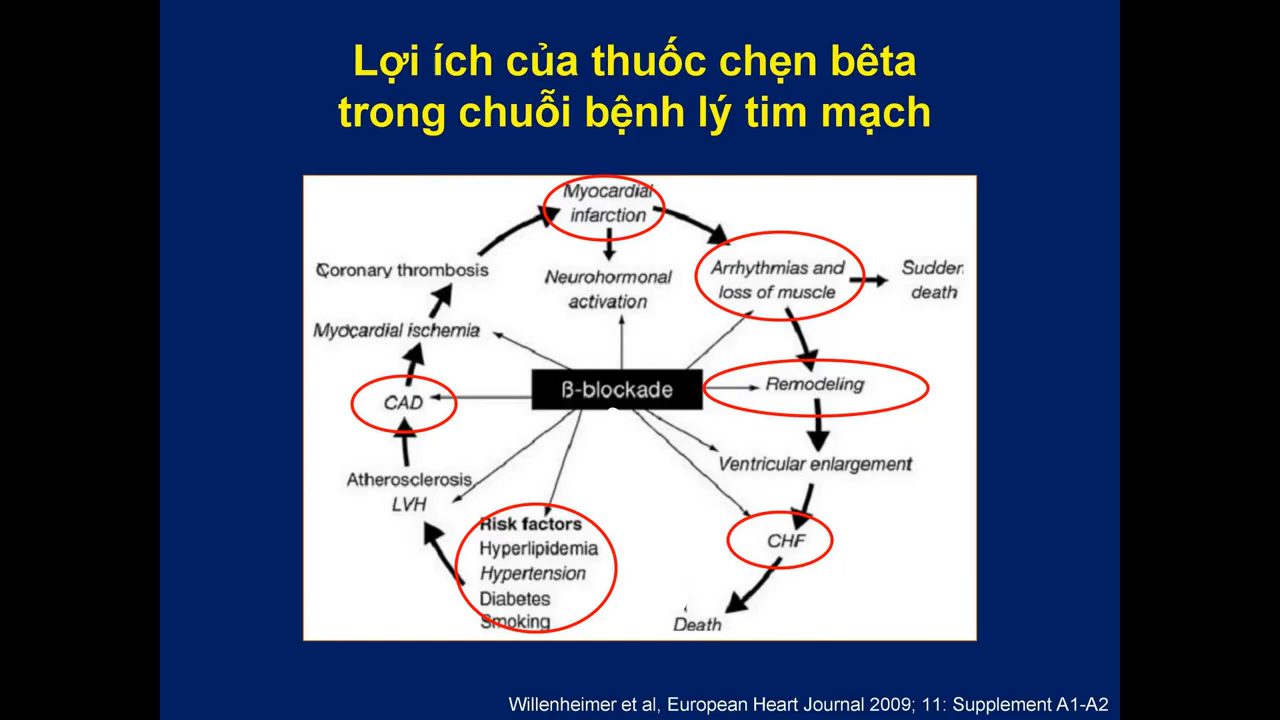 Lợi ích của thuốc chẹn bêta
trong chuỗi bệnh lý tim mạch
Myocardial
infarction
Coronary thrombosis
Neurohormonal
activation
Arrhythmias and
loss of muscle
Sudden
death
Myocardial ischemia
ß-blockade
Remodeling
CAD
Ventricular enlargement
Atherosclerosis
LVH
Risk factors
Hyperlipidemia
Hypertension
Diabetes
Smoking
CHF
Death
Willenheimer et al, European Heart Journal 2009; 11: Supplement A1-A2